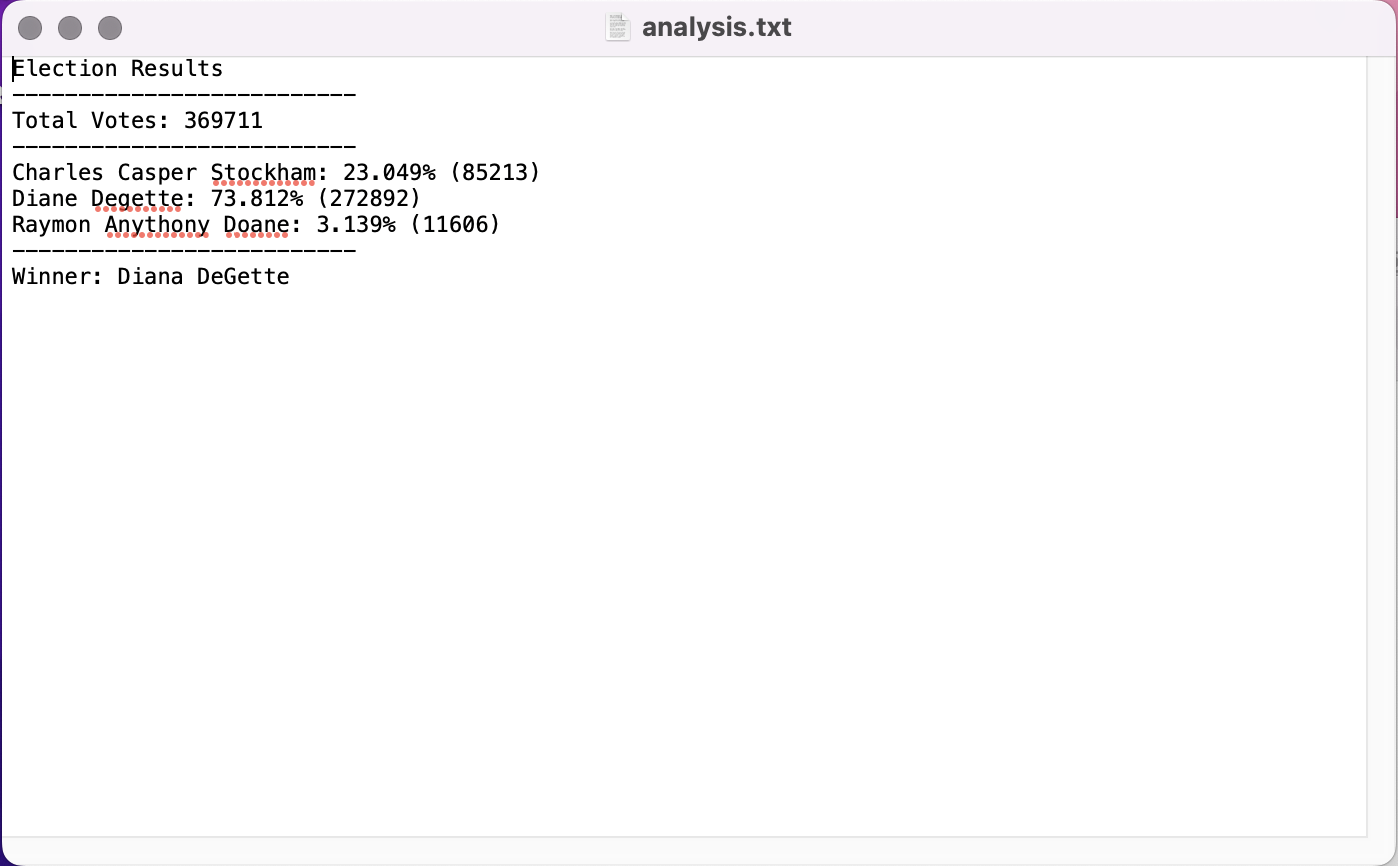 analysis.txt
Election Results
--------------------------
Total Votes: 369711
--------------------------
Charles Casper Stockham: 23.049% (85213)
Diane Degette: 73.812% (272892)
Raymon Anythony Doane: 3.139% (11606)
--------------------------
Winner: Diana DeGette